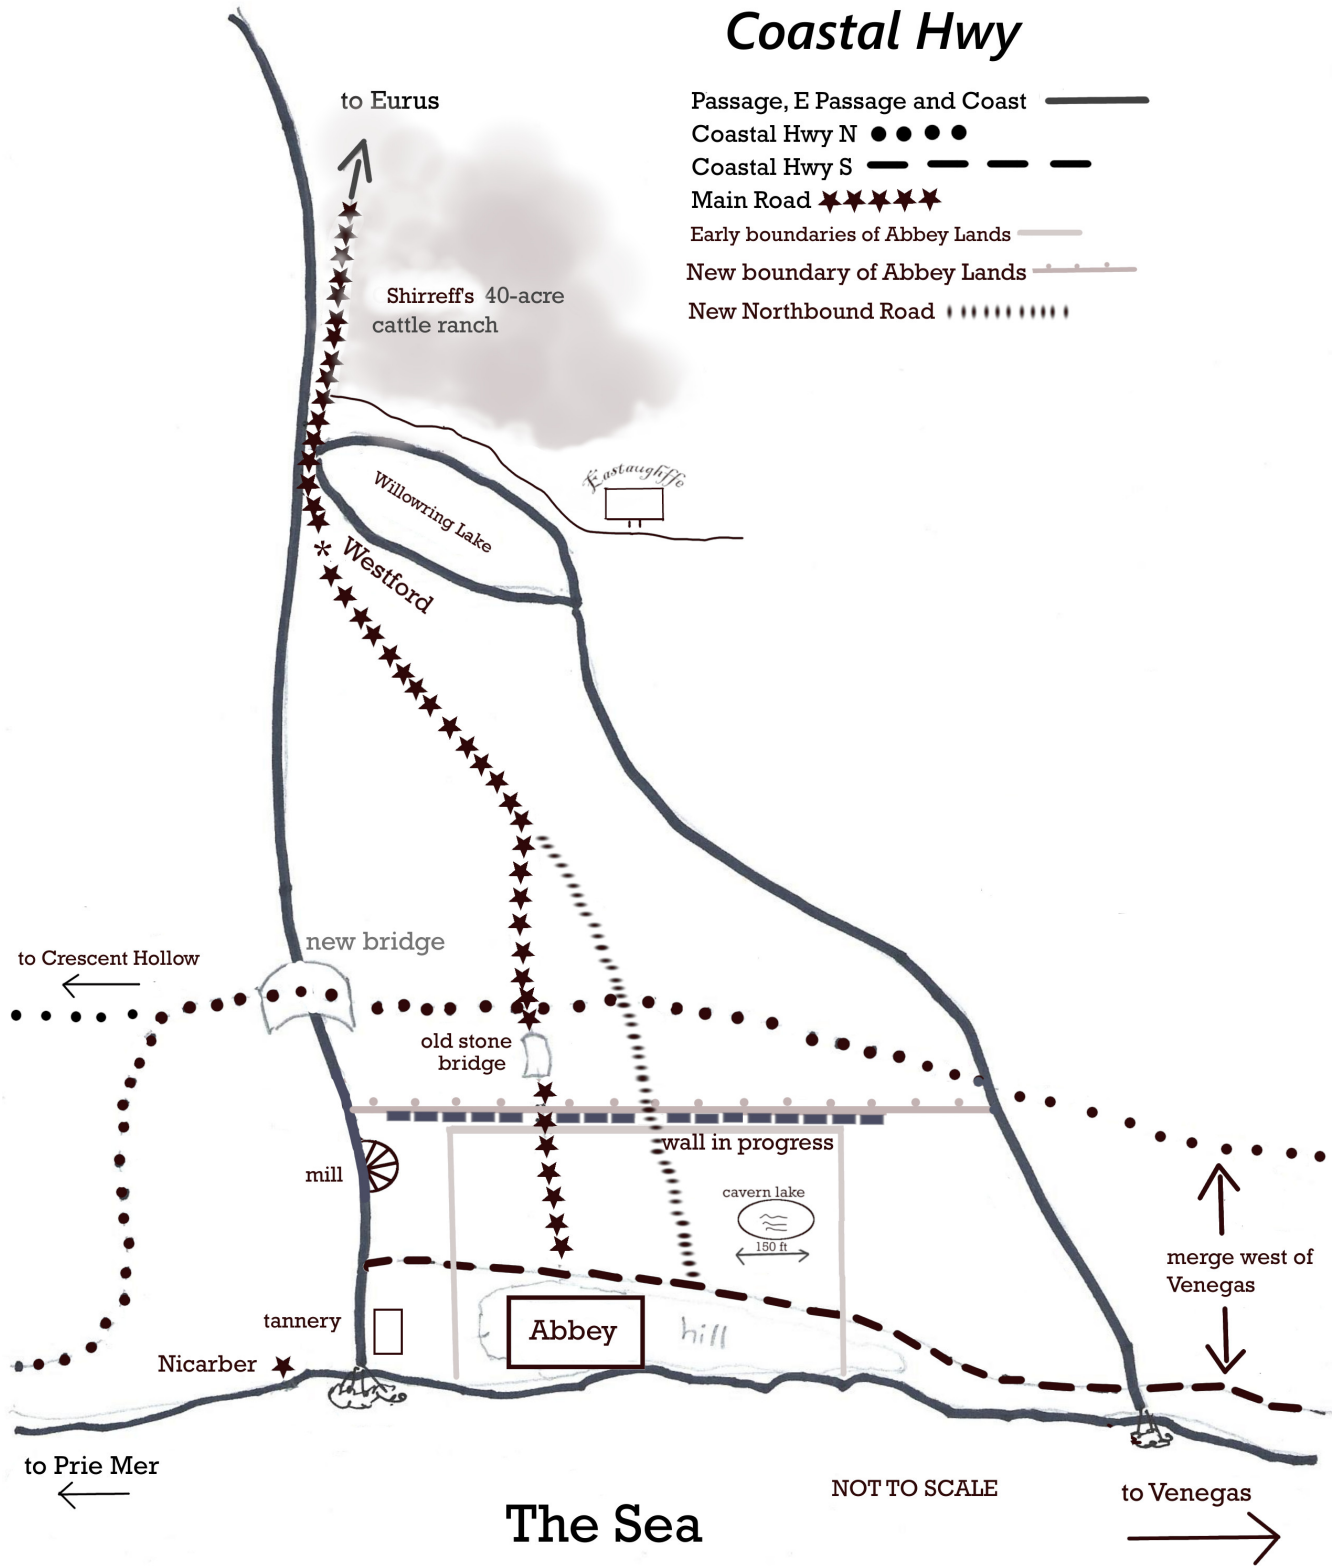 Coastal Hwy
Passage, E Passage and Coast
Coastal Hwy N
Coastal Hwy S
Main Road
Early boundaries of Abbey Lands
New boundary of Abbey Lands
New Northbound Road
to Eurus
Shirreff's 40-acre
cattle ranch
Eastaughffe
Willowring Lake
* Westford
new bridge
to Crescent Hollow
old stone
bridge
wall in progress
mill
cavern lake
150 ft
merge west of
Venegas
tannery
Abbey
hill
Nicarber
to Prie Mer
NOT TO SCALE
to Venegas
The Sea